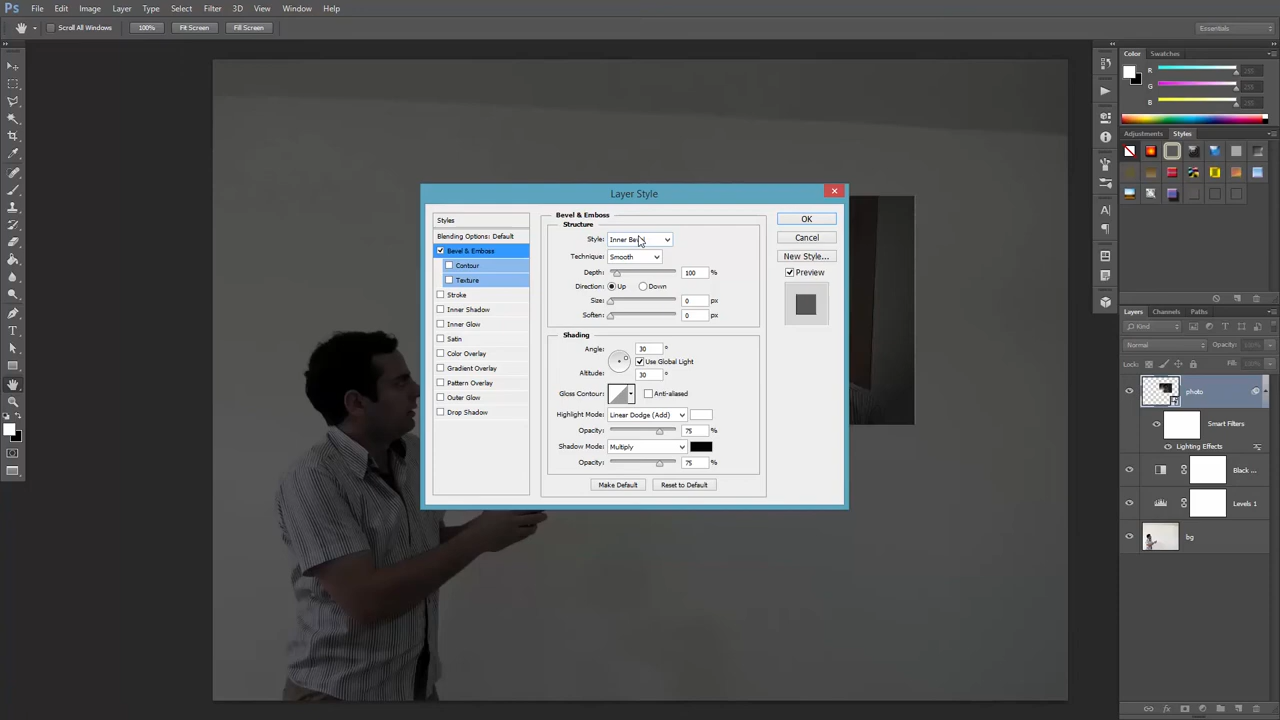 Ps File Edit Image Layer Type Select Filter 3D View Window Help
Scroll All Windows 100% Fit Screen Fill Screen Essentials
Color Swatches
R 255
G 255
B 255
Adjustments Styles
Layers Channels Paths
Kind
Normal Opacity:
Lock: Fill:
photo
Smart Filters
Lighting Effects
Black ...
Levels 1
bg
Layer Style
Styles
Blending Options: Default
Bevel & Emboss
Contour
Texture
Stroke
Inner Shadow
Inner Glow
Satin
Color Overlay
Gradient Overlay
Pattern Overlay
Outer Glow
Drop Shadow
Bevel & Emboss
Structure
Style: Inner Bevel
Technique: Smooth
Depth: 100 %
Direction: Up Down
Size: 0 px
Soften: 0 px
Shading
Angle: 30 °
Use Global Light
Altitude: 30 °
Gloss Contour: Anti-aliased
Highlight Mode: Linear Dodge (Add)
Opacity: 75 %
Shadow Mode: Multiply
Opacity: 75 %
Make Default Reset to Default
OK
Cancel
New Style...
Preview